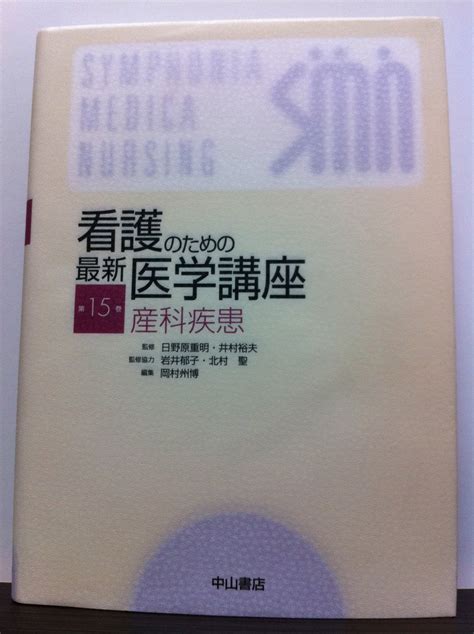 SYMPHONIA
MEDICA
NURSING
看護のための
最新医学講座
第15巻 産科疾患
監修 日野原重明・井村裕夫
監修協力 岩井郁子・北村 聖
編集 岡村州博
中山書店